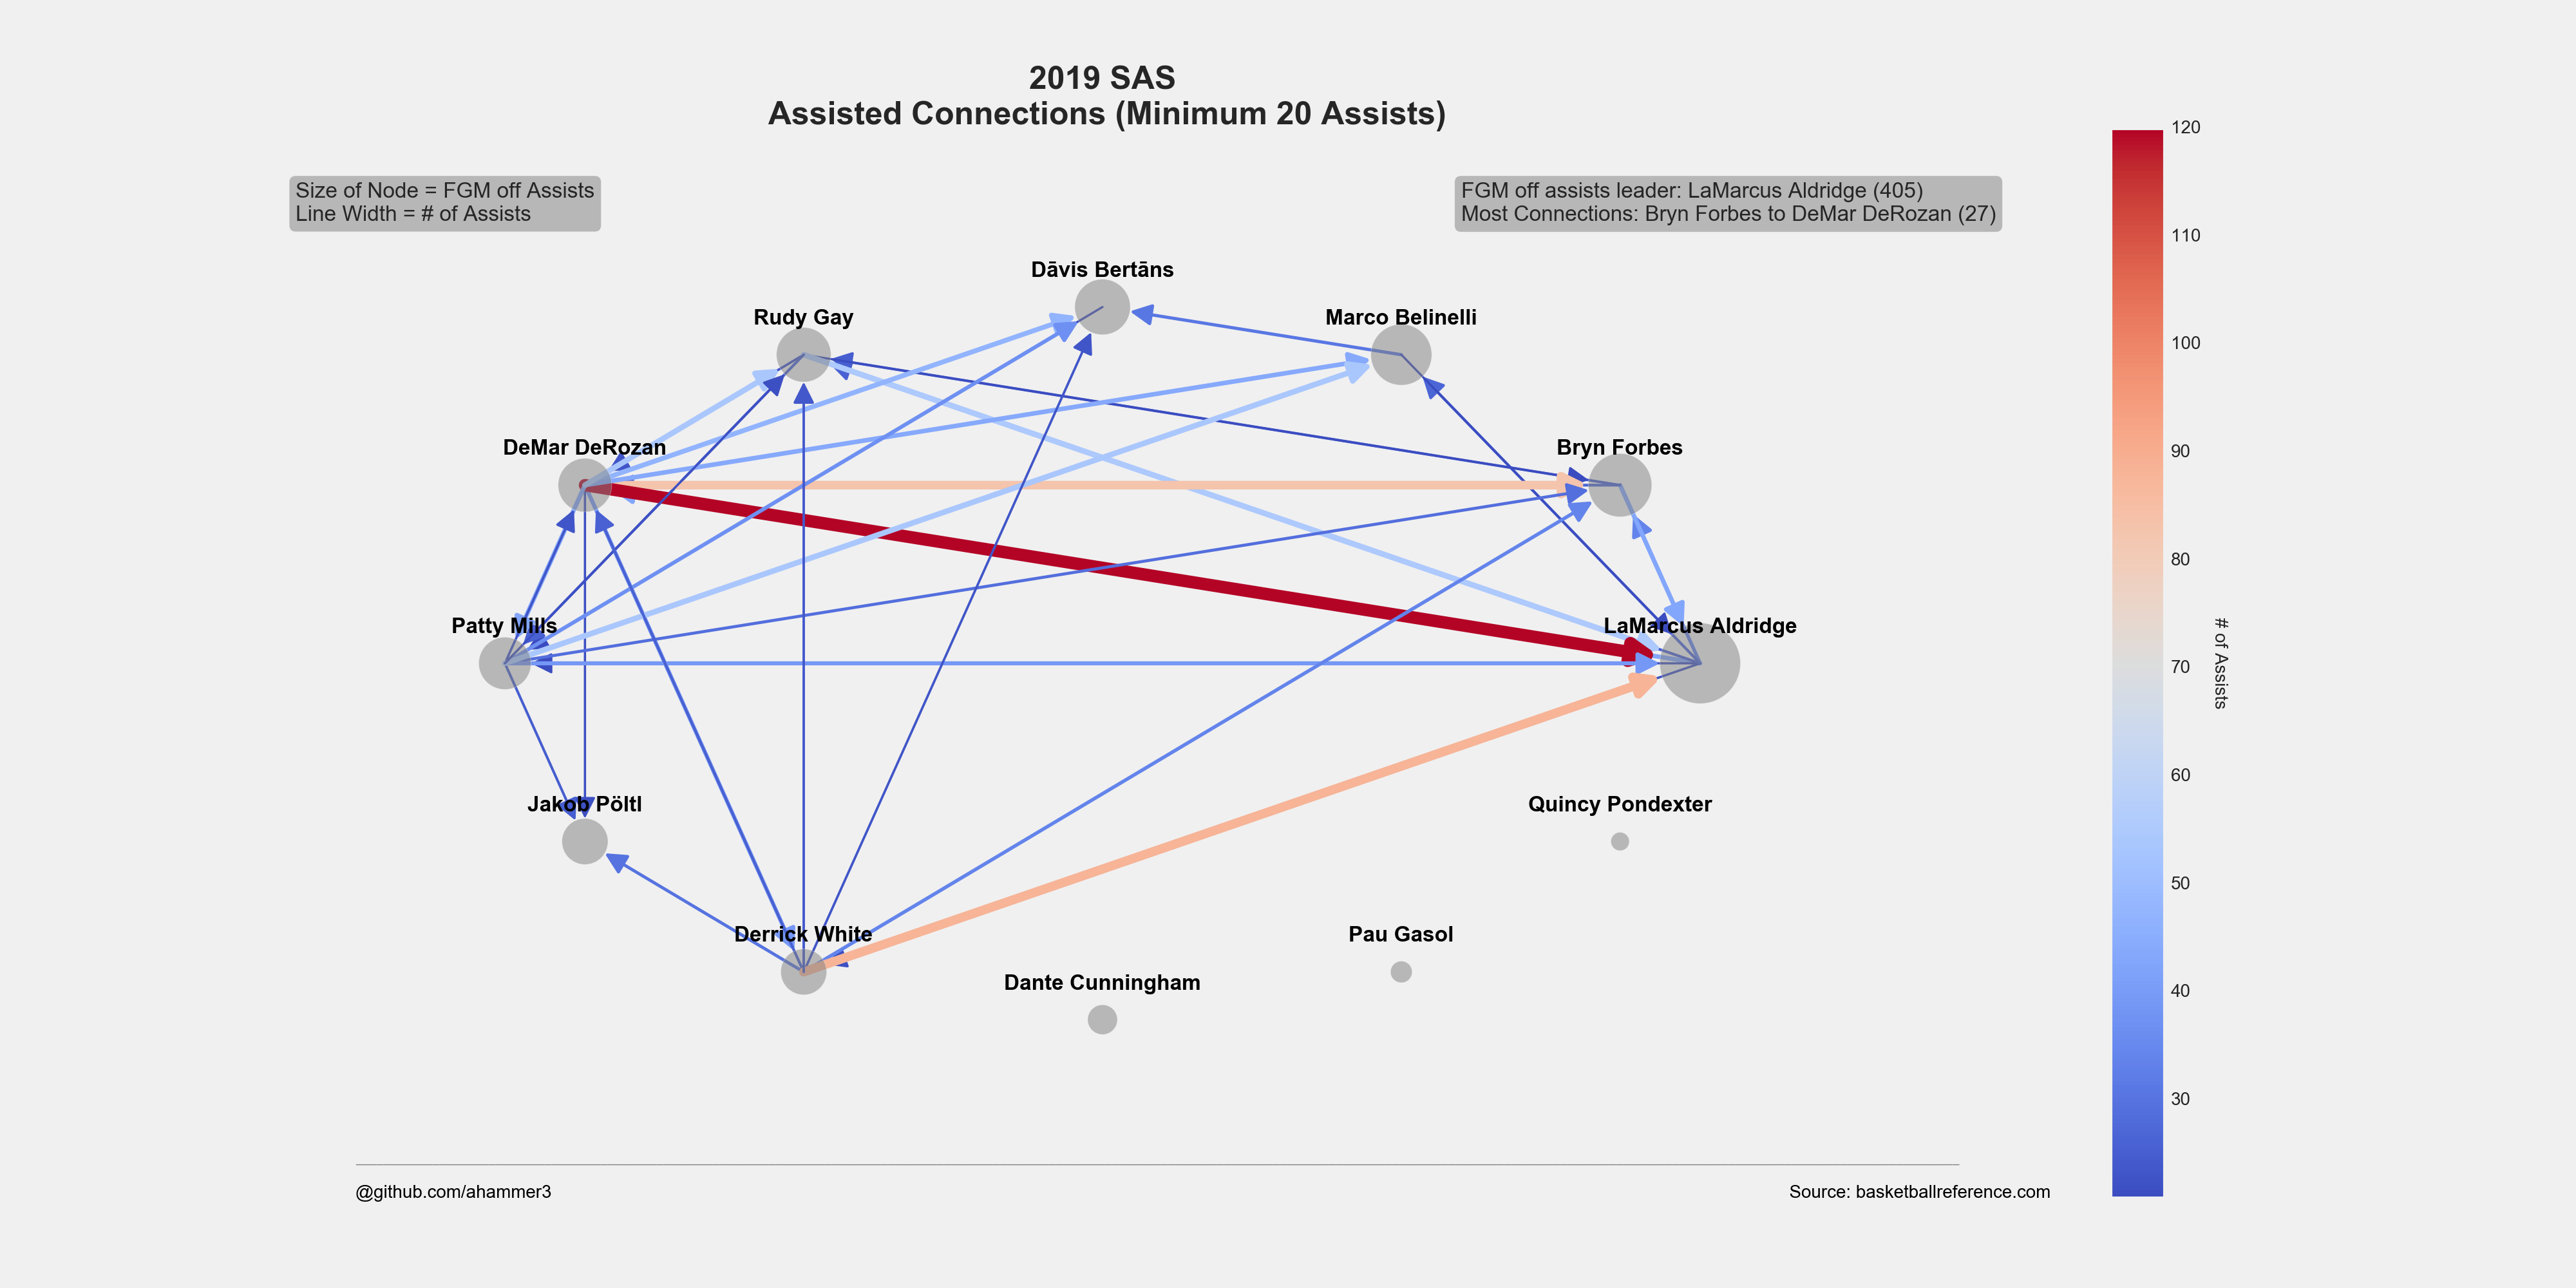 2019 SAS
Assisted Connections (Minimum 20 Assists)
Size of Node = FGM off Assists
Line Width = # of Assists
FGM off assists leader: LaMarcus Aldridge (405)
Most Connections: Bryn Forbes to DeMar DeRozan (27)
Dāvis Bertāns
Rudy Gay
Marco Belinelli
DeMar DeRozan
Bryn Forbes
Patty Mills
LaMarcus Aldridge
Jakob Pöltl
Quincy Pondexter
Derrick White
Pau Gasol
Dante Cunningham
120
110
100
90
80
70
60
50
40
30
# of Assists
@github.com/ahammer3
Source: basketballreference.com